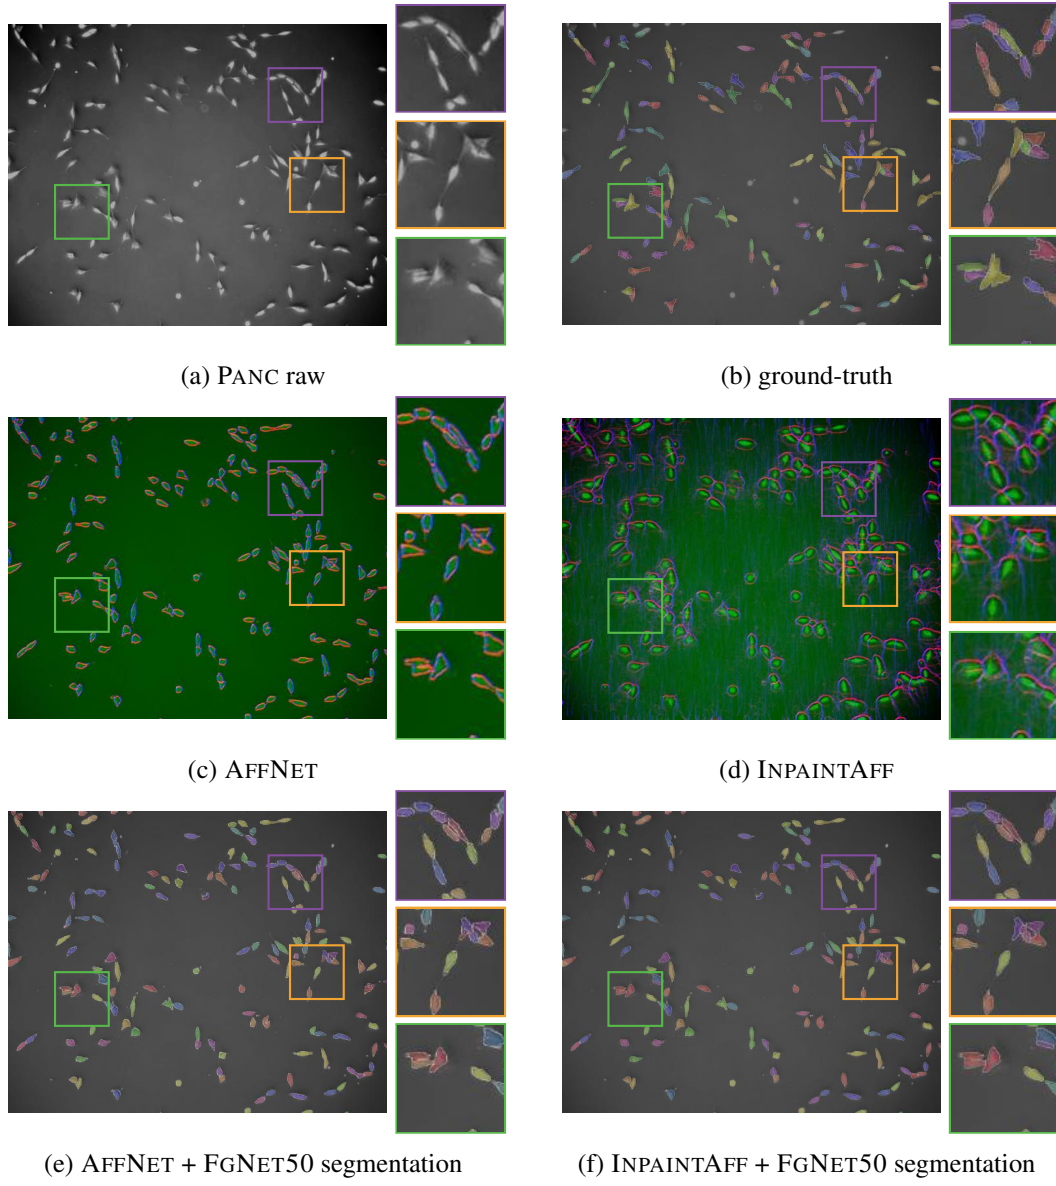 (a) PANC raw
(b) ground-truth
(c) AFFNET
(d) INPAINTAFF
(e) AFFNET + FGNET50 segmentation
(f) INPAINTAFF + FGNET50 segmentation